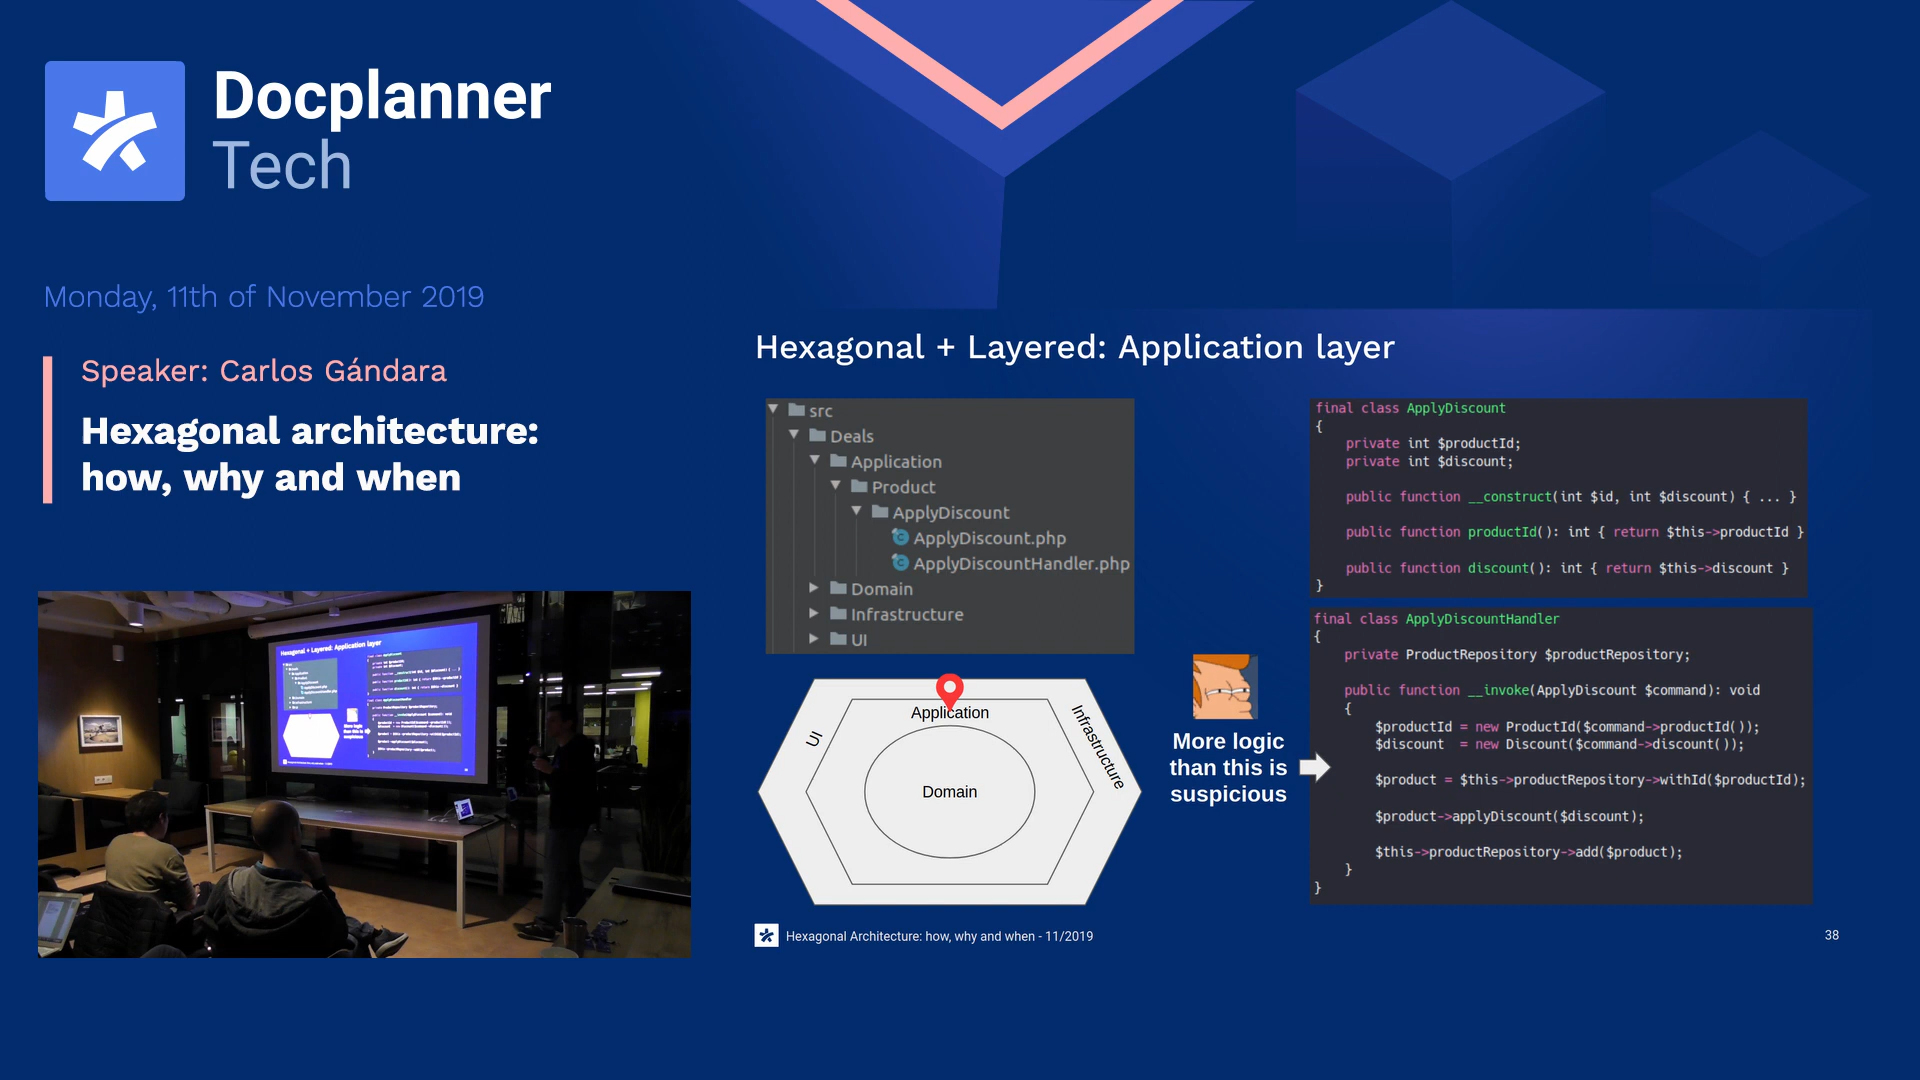 Docplanner
Tech
Monday, 11th of November 2019
Speaker: Carlos Gándara
Hexagonal architecture:
how, why and when
Hexagonal + Layered: Application layer
src
Deals
Application
Product
ApplyDiscount
ApplyDiscount.php
ApplyDiscountHandler.php
Domain
Infrastructure
UI
final class ApplyDiscount
{
private int $productId;
private int $discount;
public function __construct(int $id, int $discount) { ... }
public function productId(): int { return $this->productId }
public function discount(): int { return $this->discount }
}
final class ApplyDiscountHandler
{
private ProductRepository $productRepository;
public function __invoke(ApplyDiscount $command): void
{
$productId = new ProductId($command->productId());
$discount  = new Discount($command->discount());
$product = $this->productRepository->withId($productId);
$product->applyDiscount($discount);
$this->productRepository->add($product);
}
}
Application
UI
Infrastructure
Domain
More logic
than this is
suspicious
Hexagonal Architecture: how, why and when - 11/2019
38
Hexagonal + Layered: Application layer